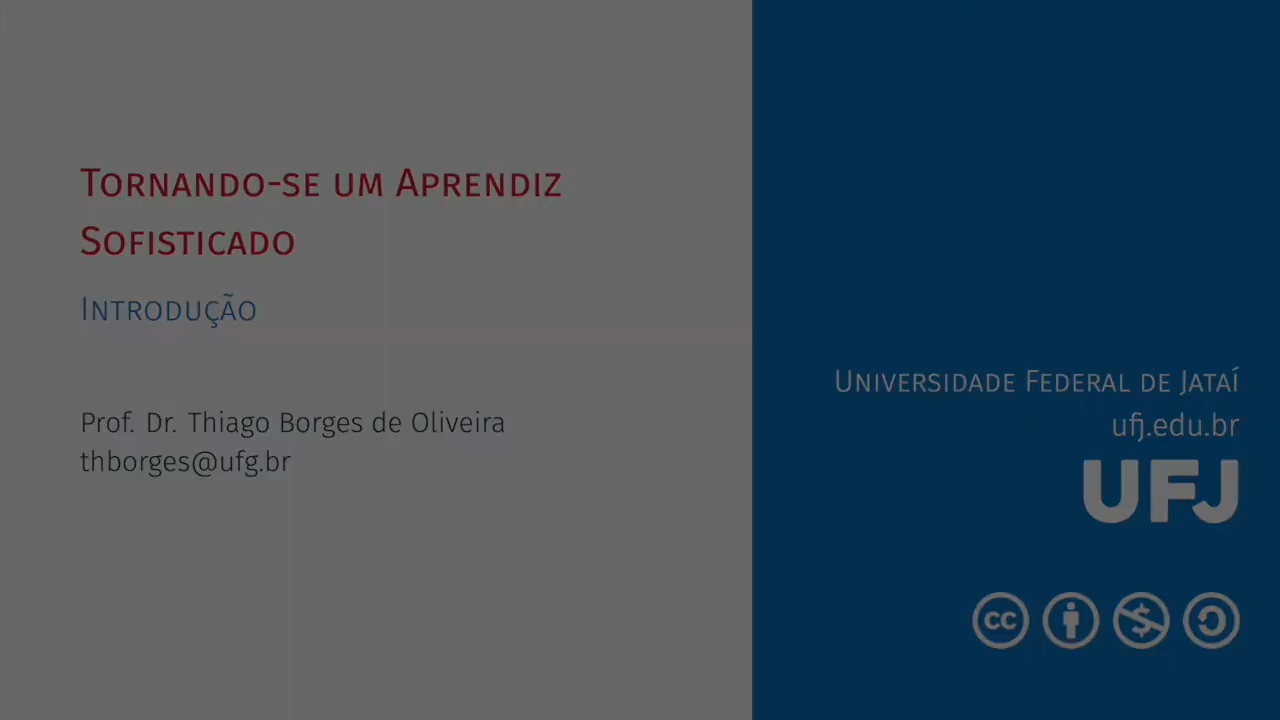 Tornando-se um Aprendiz
Sofisticado
Introdução
Prof. Dr. Thiago Borges de Oliveira
thborges@ufg.br
Universidade Federal de Jataí
ufj.edu.br
UFJ
cc